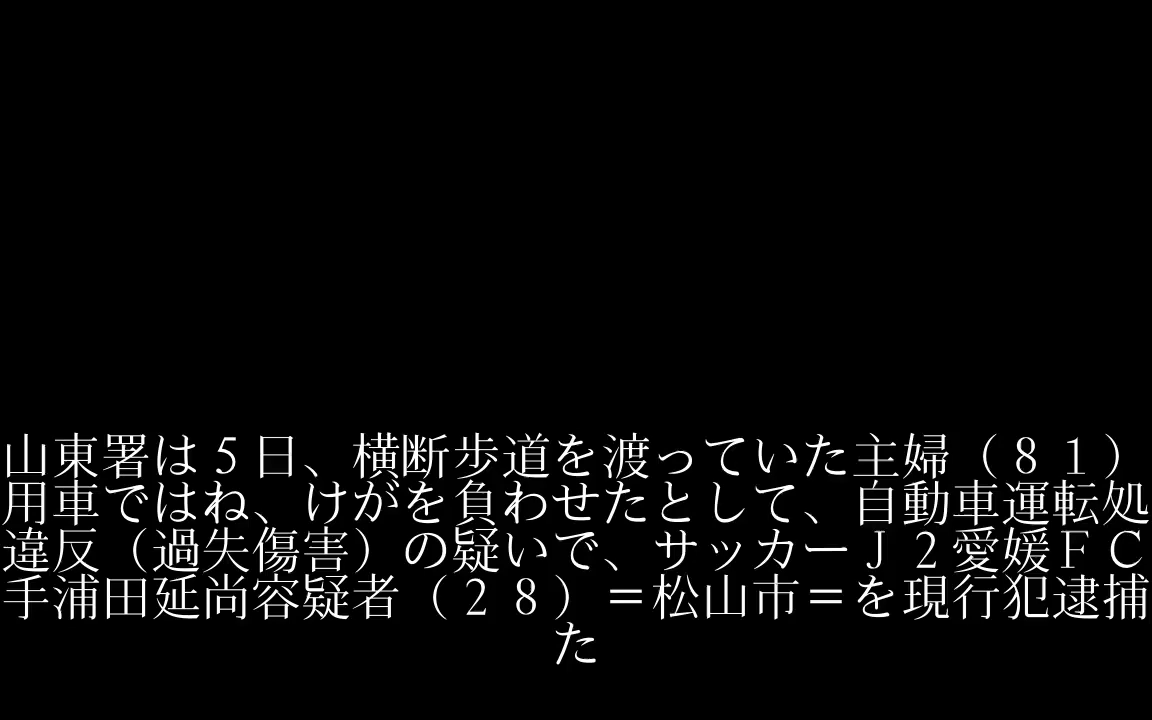 山東署は５日、横断歩道を渡っていた主婦（８１）
用車ではね、けがを負わせたとして、自動車運転処
違反（過失傷害）の疑いで、サッカーＪ２愛媛ＦＣ
手浦田延尚容疑者（２８）＝松山市＝を現行犯逮捕
た